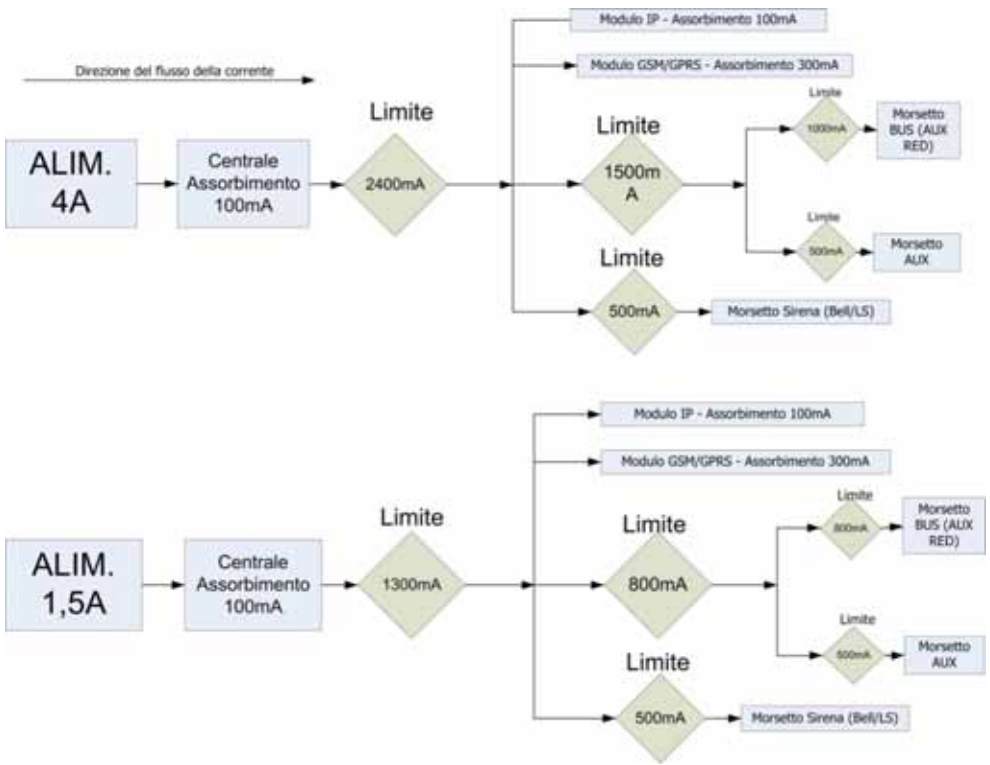 Modulo IP - Assorbimento 100mA
Direzione del flusso della corrente
Modulo GSM/GPRS - Assorbimento 300mA
Limite
ALIM.
4A
Centrale
Assorbimento
100mA
2400mA
Limite
1500m
A
Limite
1000mA
Morsetto
BUS (AUX
RED)
Limite
500mA
Morsetto
AUX
Limite
500mA
Morsetto Sirena (Bell/LS)
Modulo IP - Assorbimento 100mA
Modulo GSM/GPRS - Assorbimento 300mA
ALIM.
1,5A
Centrale
Assorbimento
100mA
Limite
1300mA
Limite
800mA
Limite
800mA
Morsetto
BUS (AUX
RED)
Limite
500mA
Morsetto
AUX
Limite
500mA
Morsetto Sirena (Bell/LS)